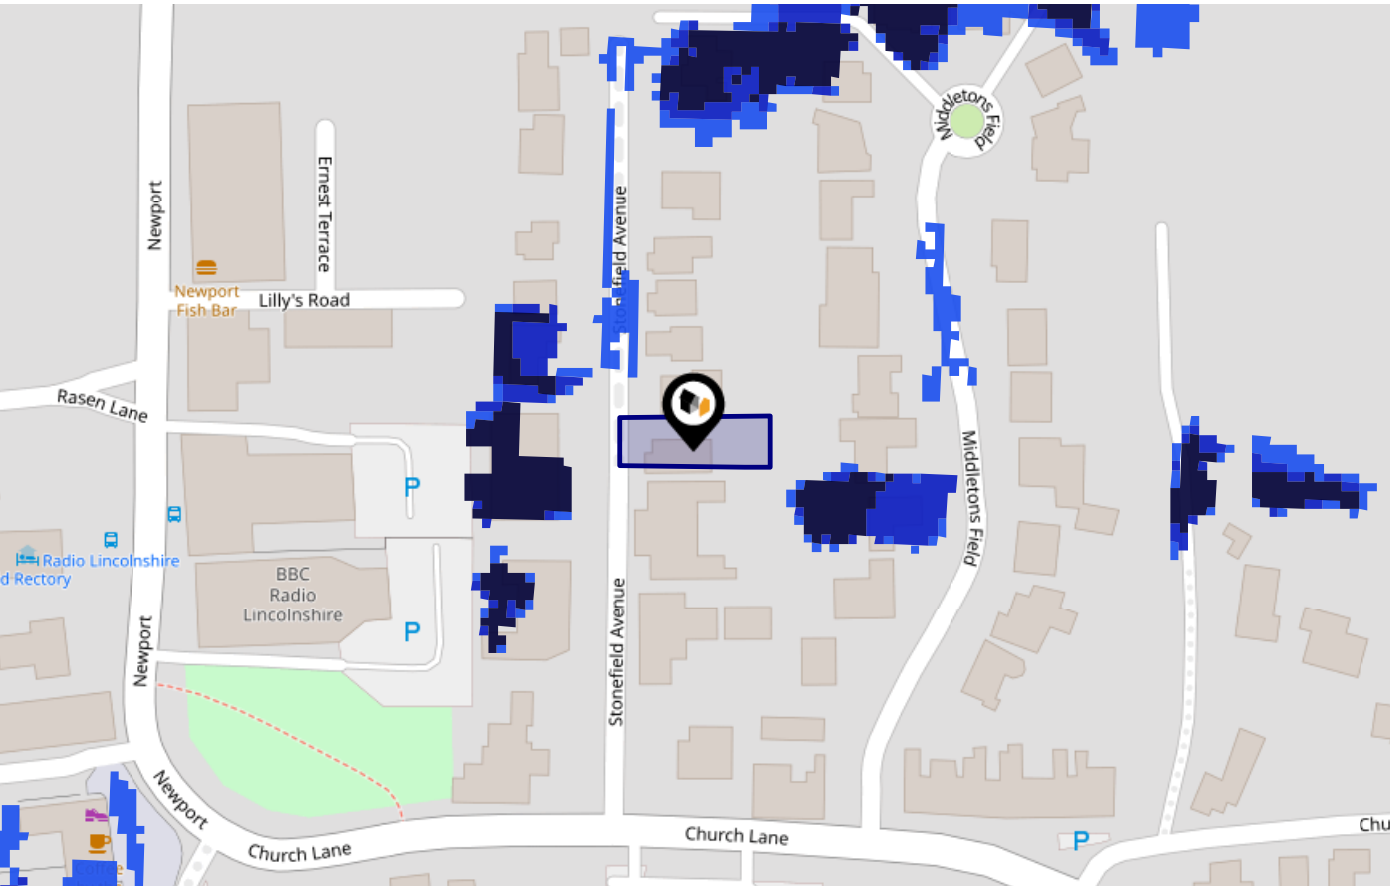 Middletons Field
Newport
Ernest Terrace
Stonefield Avenue
Newport
Fish Bar
Lilly's Road
Rasen Lane
P
Middletons Field
Radio Lincolnshire
d Rectory
BBC
Radio
Lincolnshire
P
Newport
Stonefield Avenue
Newport
Church Lane
Church Lane
P
Chu